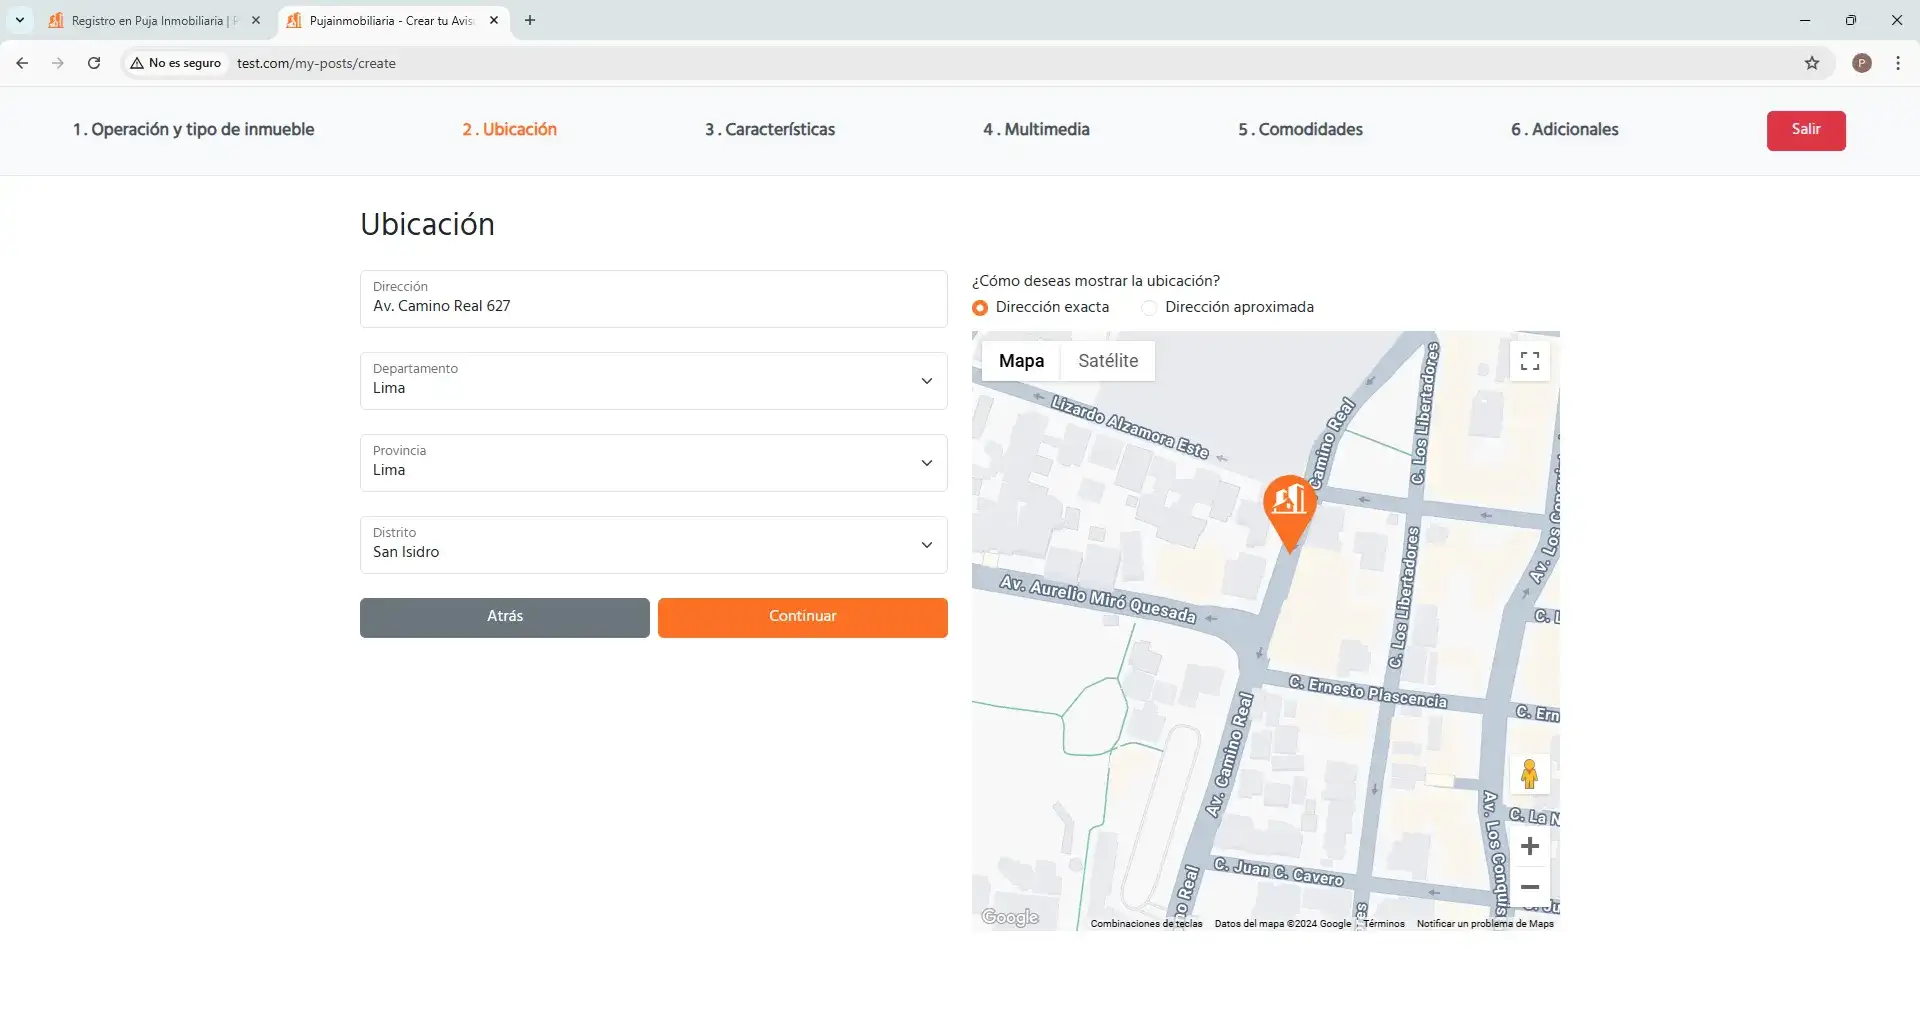 Registro en Puja Inmobiliaria |
Pujainmobiliaria - Crear tu Avis
No es seguro
test.com/my-posts/create
P
1 . Operación y tipo de inmueble
2 . Ubicación
3 . Características
4 . Multimedia
5 . Comodidades
6 . Adicionales
Salir
Ubicación
Dirección
Av. Camino Real 627
Departamento
Lima
Provincia
Lima
Distrito
San Isidro
Atrás
Continuar
¿Cómo deseas mostrar la ubicación?
Dirección exacta
Dirección aproximada
Mapa
Satélite
Lizardo Alzamora Este
Camino Real
C. Los Libertadores
Av. Aurelio Miró Quesada
C. Los Libertadores
Av. Los
C. L
C. Ernesto Plascencia
C. Ern
Av. Camino Real
C. La N
Av. Los Conquis
C. Juan C. Cavero
no Real
Google
Combinaciones de teclas
Datos del mapa ©2024 Google
Términos
Notificar un problema de Maps